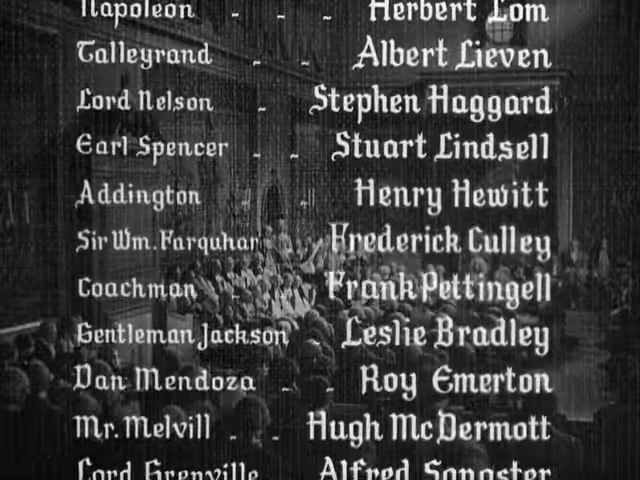 Napoleon - - - Herbert Lom
Talleyrand - - Albert Lieven
Lord Nelson - Stephen Haggard
Earl Spencer - - Stuart Lindsell
Addington - - Henry Hewitt
Sir Wm. Farquhar Frederick Culley
Coachman - - Frank Pettingell
Gentleman Jackson - Leslie Bradley
Dan Mendoza - - Roy Emerton
Mr. Melvill - - Hugh McDermott
Lord Grenville Alfred Sangster